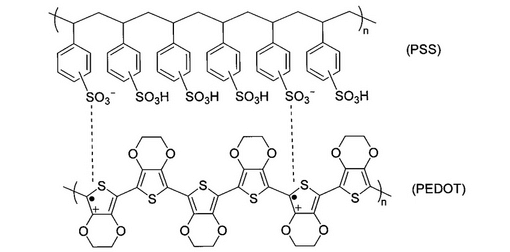 n
(PSS)
SO₃⁻ SO₃H SO₃H SO₃H SO₃⁻ SO₃H
O O O O
S S S S S S
n
(PEDOT)
• + • +
O O O O O O O O